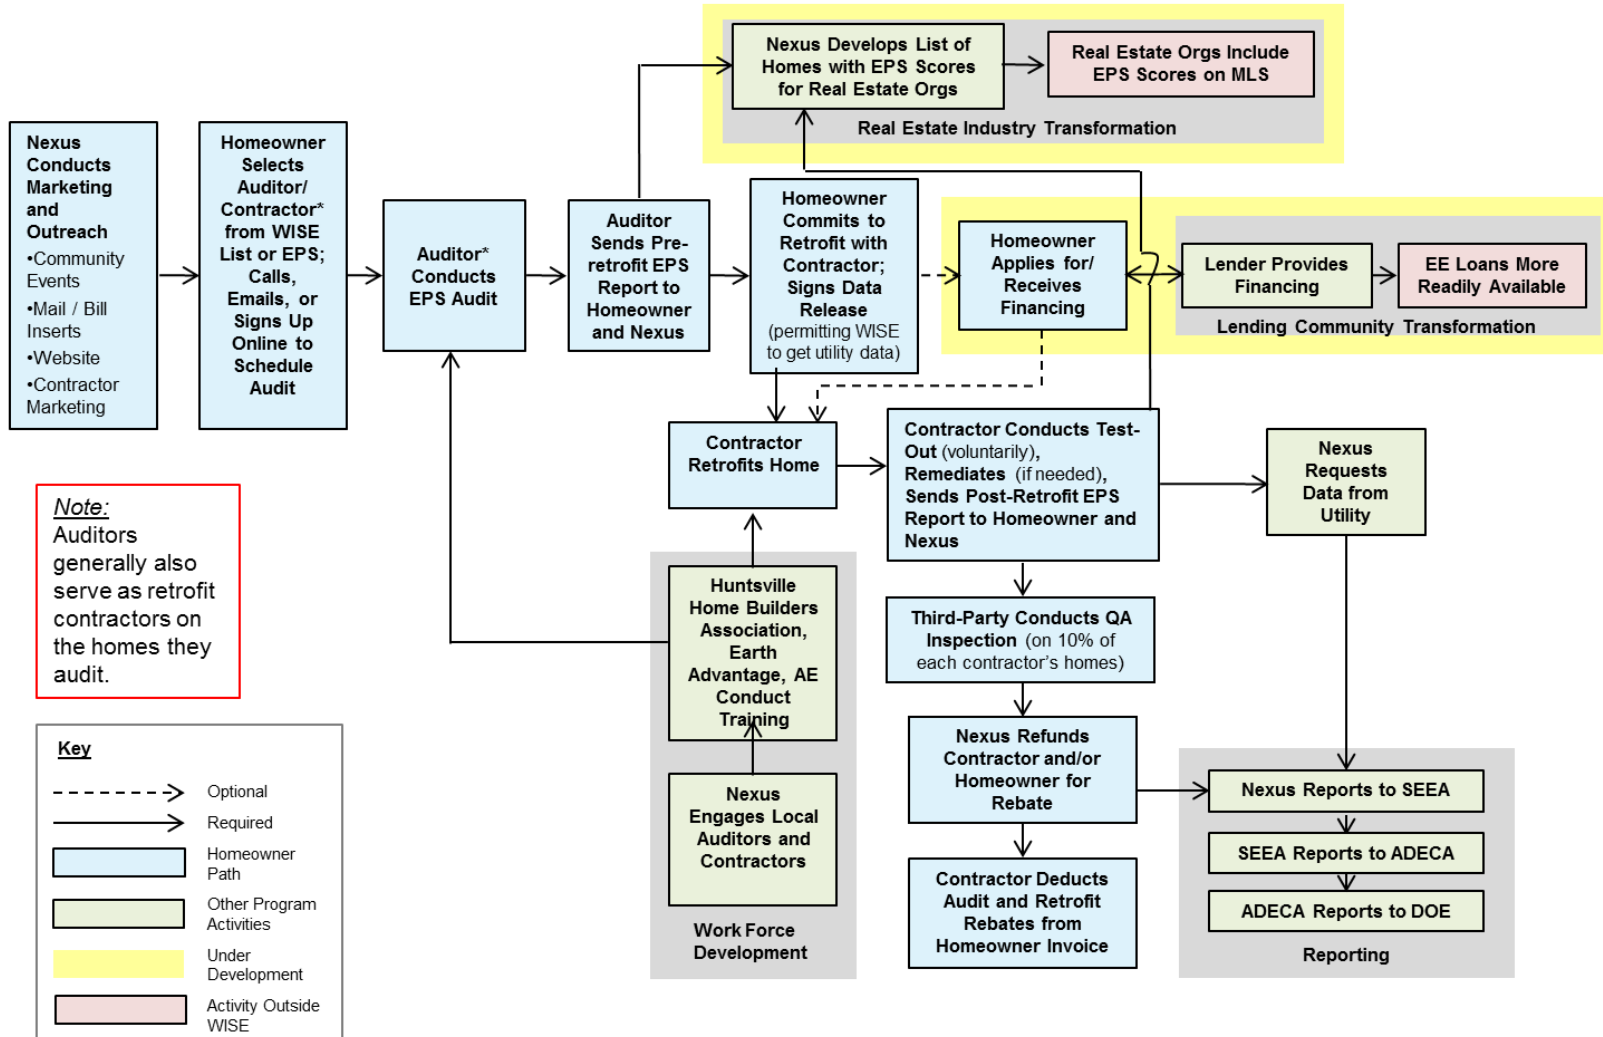 Nexus Develops List of
Homes with EPS Scores
for Real Estate Orgs
Real Estate Orgs Include
EPS Scores on MLS
Real Estate Industry Transformation
Nexus
Conducts
Marketing
and
Outreach
•Community
Events
•Mail / Bill
Inserts
•Website
•Contractor
Marketing
Homeowner
Selects
Auditor/
Contractor*
from WISE
List or EPS;
Calls,
Emails, or
Signs Up
Online to
Schedule
Audit
Auditor*
Conducts
EPS Audit
Auditor
Sends Pre-
retrofit EPS
Report to
Homeowner
and Nexus
Homeowner
Commits to
Retrofit with
Contractor;
Signs Data
Release
(permitting WISE
to get utility data)
Homeowner
Applies for/
Receives
Financing
Lender Provides
Financing
EE Loans More
Readily Available
Lending Community Transformation
Contractor
Retrofits Home
Contractor Conducts Test-
Out (voluntarily),
Remediates (if needed),
Sends Post-Retrofit EPS
Report to Homeowner and
Nexus
Nexus
Requests
Data from
Utility
Note:
Auditors
generally also
serve as retrofit
contractors on
the homes they
audit.
Huntsville
Home Builders
Association,
Earth
Advantage, AE
Conduct
Training
Nexus
Engages Local
Auditors and
Contractors
Work Force
Development
Third-Party Conducts QA
Inspection (on 10% of
each contractor's homes)
Nexus Refunds
Contractor and/or
Homeowner for
Rebate
Contractor Deducts
Audit and Retrofit
Rebates from
Homeowner Invoice
Nexus Reports to SEEA
SEEA Reports to ADECA
ADECA Reports to DOE
Reporting
Key
Optional
Required
Homeowner
Path
Other Program
Activities
Under
Development
Activity Outside
WISE